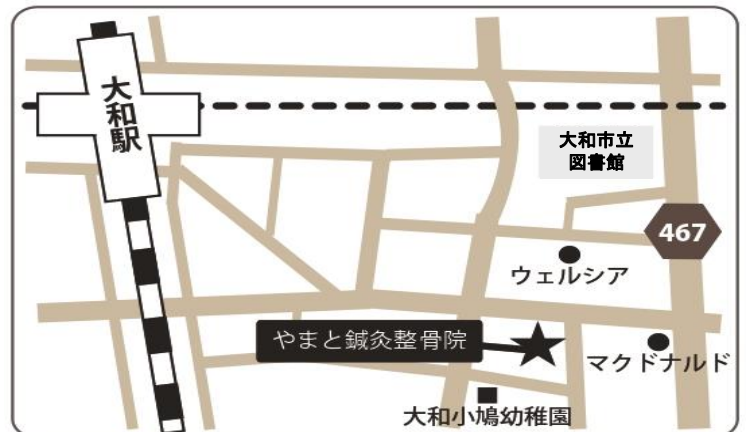 大和駅
大和市立
図書館
467
ウェルシア
やまと鍼灸整骨院
マクドナルド
大和小鳩幼稚園